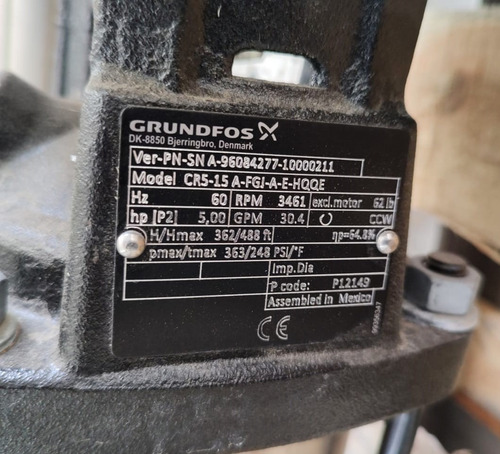 GRUNDFOS
DK-8850 Bjerringbro, Denmark
Ver-PN-SN A-96084277-10000211
Model CR5-15 A-FGJ-A-E-HQQE
Hz 60 RPM 3461 excl.motor 62 lb
hp [P2] 5,00 GPM 30.4 CCW
H/Hmax 362/488 ft ηp=64.8%
pmax/tmax 363/248 PSI/°F
Imp.Dia
P code: P12149
Assembled in Mexico
CE